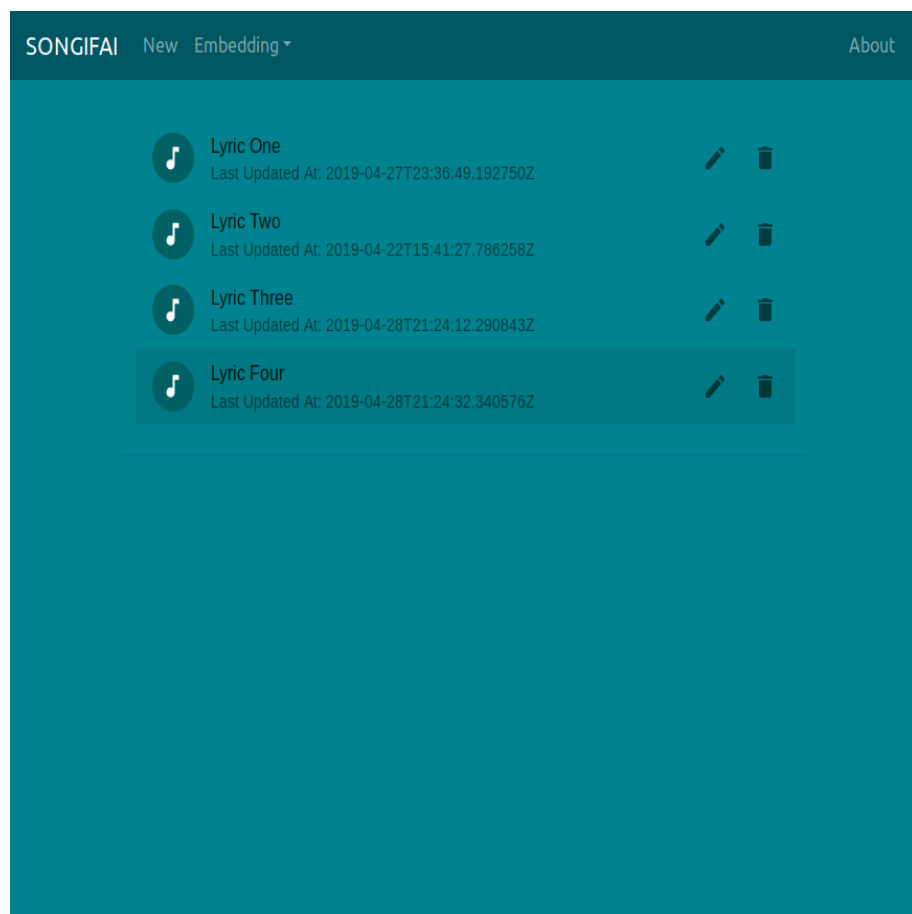 SONGIFAI New Embedding About
Lyric One
Last Updated At: 2019-04-27T23:36:49.192750Z
Lyric Two
Last Updated At: 2019-04-22T15:41:27.786258Z
Lyric Three
Last Updated At: 2019-04-28T21:24:12.290843Z
Lyric Four
Last Updated At: 2019-04-28T21:24:32.340576Z